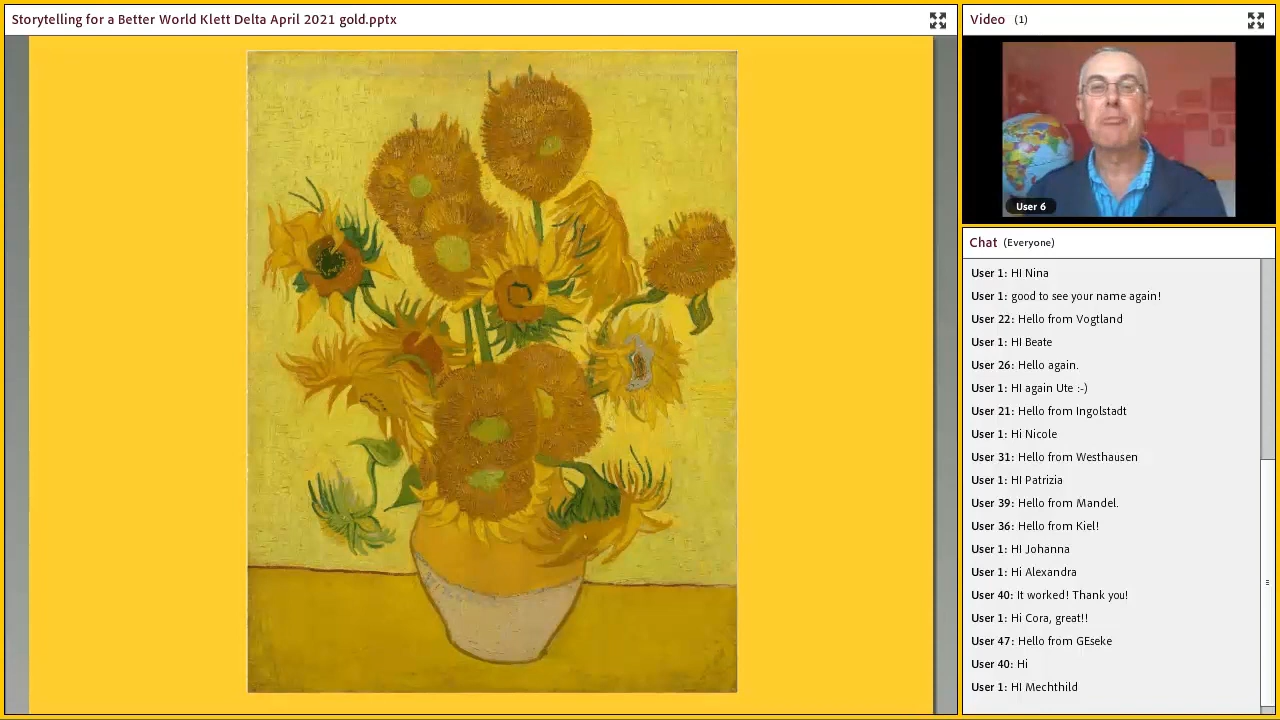 Storytelling for a Better World Klett Delta April 2021 gold.pptx
Video (1)
User 6
Chat (Everyone)
User 1: HI Nina
User 1: good to see your name again!
User 22: Hello from Vogtland
User 1: HI Beate
User 26: Hello again.
User 1: HI again Ute :-)
User 21: Hello from Ingolstadt
User 1: Hi Nicole
User 31: Hello from Westhausen
User 1: HI Patrizia
User 39: Hello from Mandel.
User 36: Hello from Kiel!
User 1: HI Johanna
User 1: Hi Alexandra
User 40: It worked! Thank you!
User 1: Hi Cora, great!!
User 47: Hello from GEseke
User 40: Hi
User 1: HI Mechthild